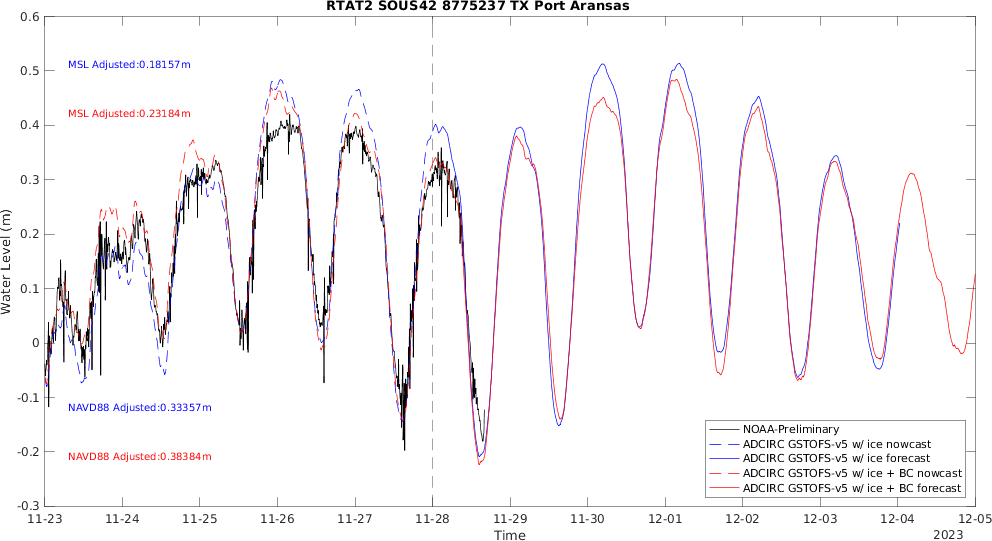 RTAT2 SOUS42 8775237 TX Port Aransas
0.6
0.5
0.4
0.3
0.2
0.1
0
-0.1
-0.2
-0.3
Water Level (m)
MSL Adjusted:0.18157m
MSL Adjusted:0.23184m
NAVD88 Adjusted:0.33357m
NAVD88 Adjusted:0.38384m
NOAA-Preliminary
ADCIRC GSTOFS-v5 w/ ice nowcast
ADCIRC GSTOFS-v5 w/ ice forecast
ADCIRC GSTOFS-v5 w/ ice + BC nowcast
ADCIRC GSTOFS-v5 w/ ice + BC forecast
11-23 11-24 11-25 11-26 11-27 11-28 11-29 11-30 12-01 12-02 12-03 12-04 12-05
Time
2023